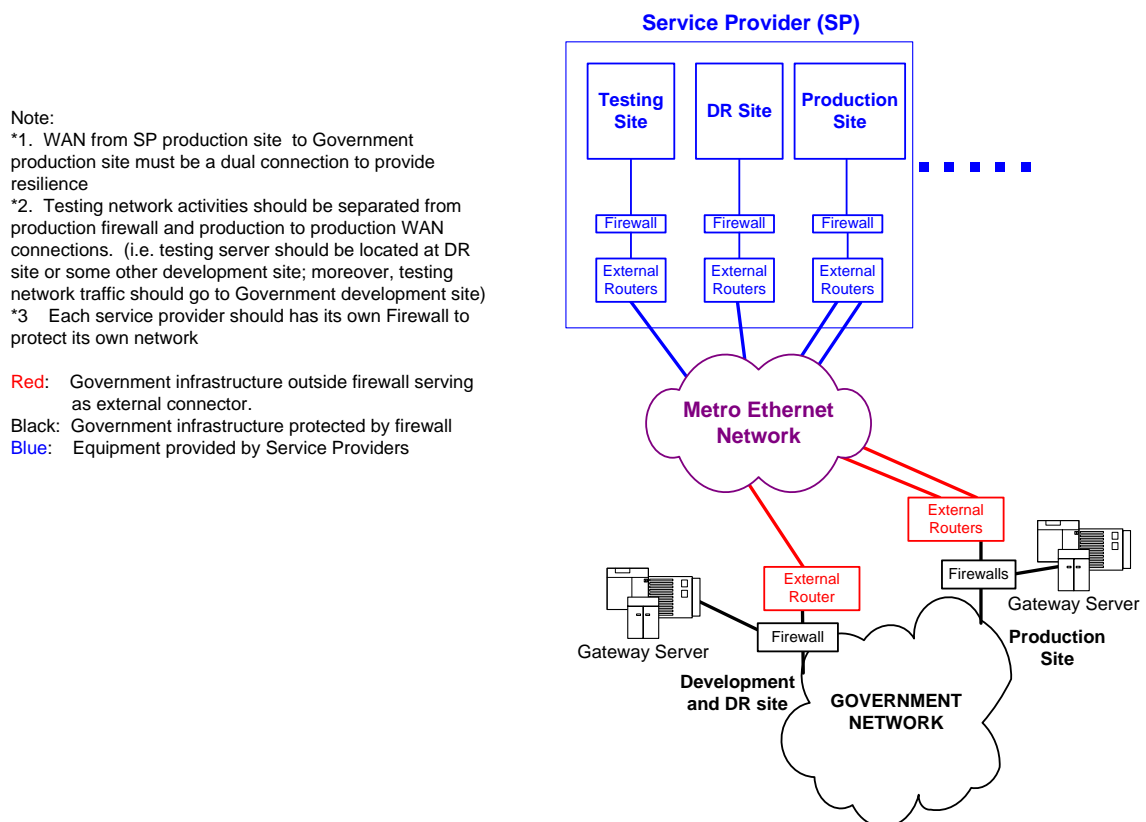 Service Provider (SP)
Testing
Site
DR Site
Production
Site
Firewall
Firewall
Firewall
External
Routers
External
Routers
External
Routers
Note:
*1. WAN from SP production site to Government
production site must be a dual connection to provide
resilience
*2. Testing network activities should be separated from
production firewall and production to production WAN
connections. (i.e. testing server should be located at DR
site or some other development site; moreover, testing
network traffic should go to Government development site)
*3 Each service provider should has its own Firewall to
protect its own network
Red: Government infrastructure outside firewall serving
as external connector.
Black: Government infrastructure protected by firewall
Blue: Equipment provided by Service Providers
Metro Ethernet
Network
External
Routers
Firewalls
Gateway Server
Production
Site
External
Router
Firewall
Gateway Server
Development
and DR site
GOVERNMENT
NETWORK